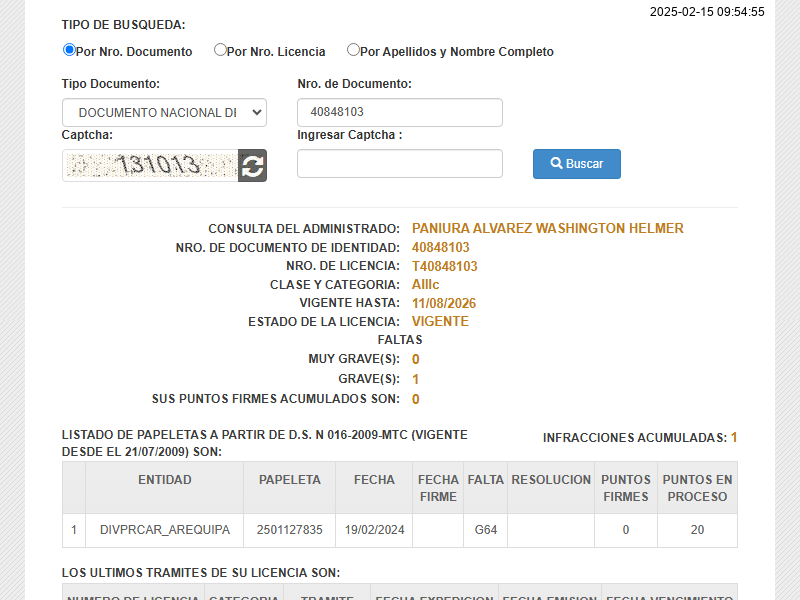 2025-02-15 09:54:55
TIPO DE BUSQUEDA:
Por Nro. Documento Por Nro. Licencia Por Apellidos y Nombre Completo
Tipo Documento: Nro. de Documento:
DOCUMENTO NACIONAL DE 40848103
Captcha: Ingresar Captcha :
131013 Buscar
CONSULTA DEL ADMINISTRADO: PANIURA ALVAREZ WASHINGTON HELMER
NRO. DE DOCUMENTO DE IDENTIDAD: 40848103
NRO. DE LICENCIA: T40848103
CLASE Y CATEGORIA: AIIIc
VIGENTE HASTA: 11/08/2026
ESTADO DE LA LICENCIA: VIGENTE
FALTAS
MUY GRAVE(S): 0
GRAVE(S): 1
SUS PUNTOS FIRMES ACUMULADOS SON: 0
LISTADO DE PAPELETAS A PARTIR DE D.S. N 016-2009-MTC (VIGENTE
DESDE EL 21/07/2009) SON:
INFRACCIONES ACUMULADAS: 1
ENTIDAD PAPELETA FECHA FECHA FIRME FALTA RESOLUCION PUNTOS FIRMES PUNTOS EN PROCESO
1 DIVPRCAR_AREQUIPA 2501127835 19/02/2024 G64 0 20
LOS ULTIMOS TRAMITES DE SU LICENCIA SON:
NUMERO DE LICENCIA CATEGORIA TRAMITE FECHA EXPEDICION FECHA EMISION FECHA VENCIMIENTO